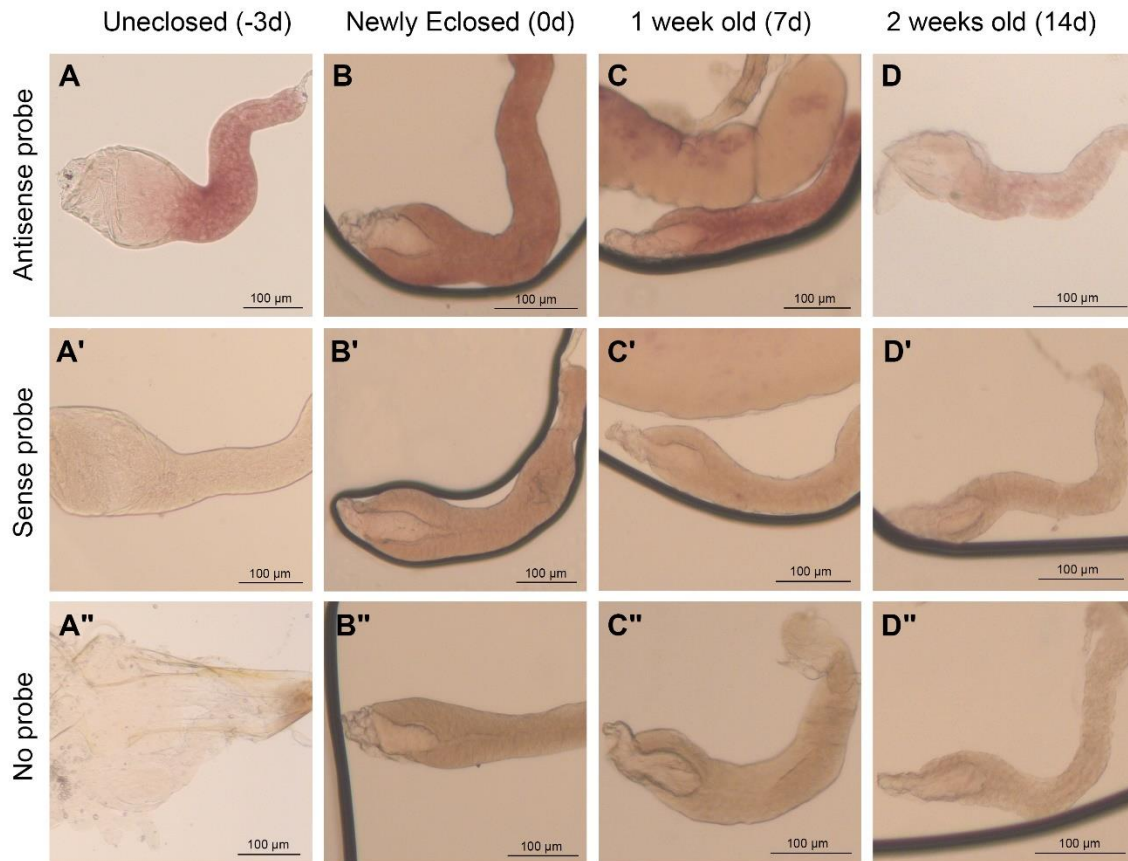 Uneclosed (-3d) Newly Eclosed (0d) 1 week old (7d) 2 weeks old (14d)
Antisense probe
A B C D
100 µm 100 µm 100 µm 100 µm
Sense probe
A' B' C' D'
100 µm 100 µm 100 µm 100 µm
No probe
A" B" C" D"
100 µm 100 µm 100 µm 100 µm